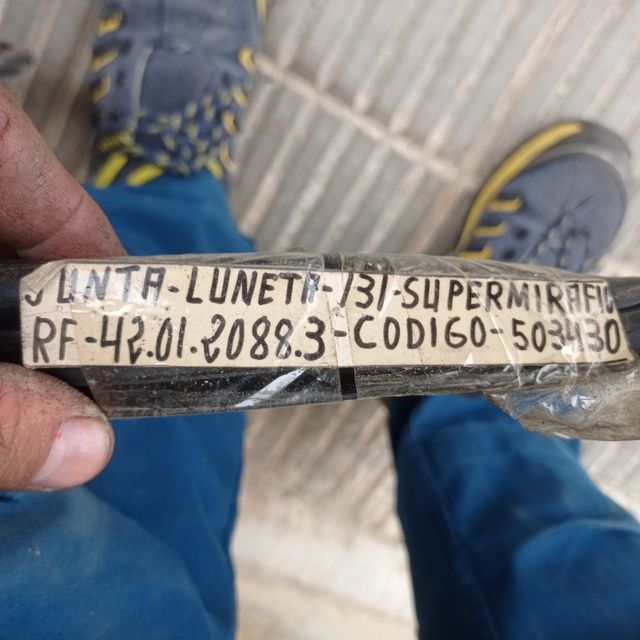 JUNTA-LUNETA-131-SUPERMIRAFIO
RF-42.01.2088.3-CODIGO-503430